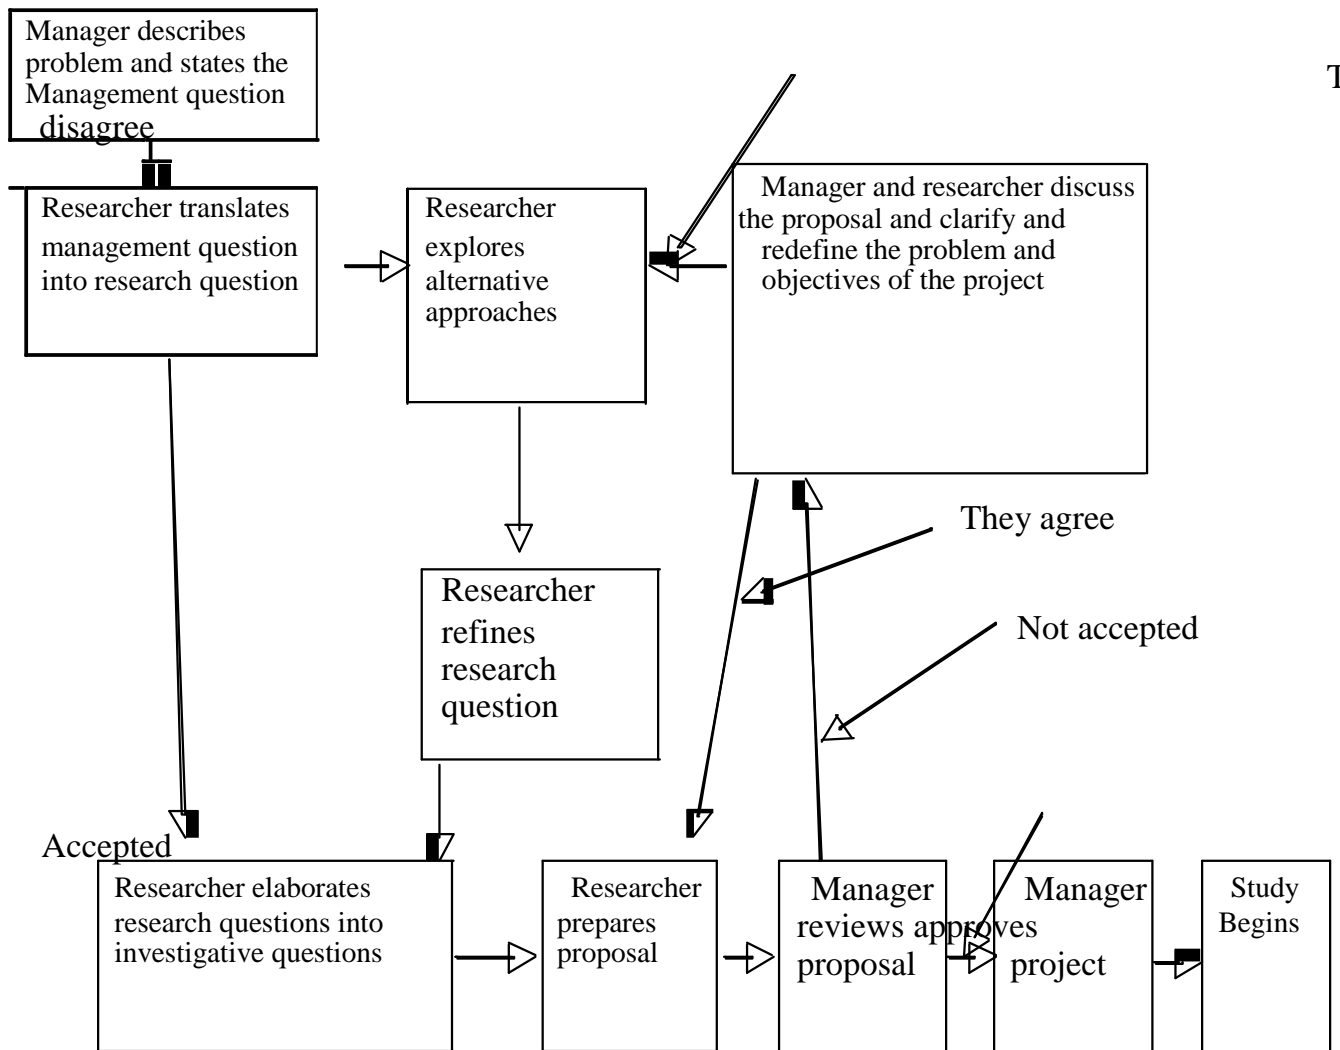 Manager describes
problem and states the
Management question
disagree
T
Researcher translates
management question
into research question
Researcher
explores
alternative
approaches
Manager and researcher discuss
the proposal and clarify and
redefine the problem and
objectives of the project
They agree
Not accepted
Researcher
refines
research
question
Accepted
Researcher elaborates
research questions into
investigative questions
Researcher
prepares
proposal
Manager
reviews approves
proposal
Manager
project
Study
Begins